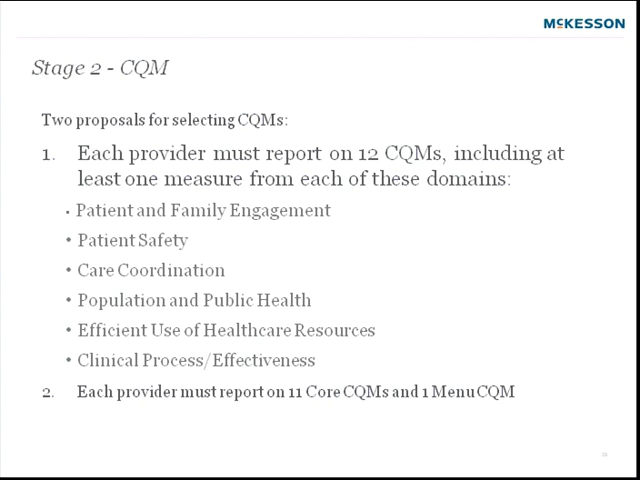 MCKESSON
Stage 2 - CQM
Two proposals for selecting CQMs:
1. Each provider must report on 12 CQMs, including at
least one measure from each of these domains:
• Patient and Family Engagement
• Patient Safety
• Care Coordination
• Population and Public Health
• Efficient Use of Healthcare Resources
• Clinical Process/Effectiveness
2. Each provider must report on 11 Core CQMs and 1 Menu CQM